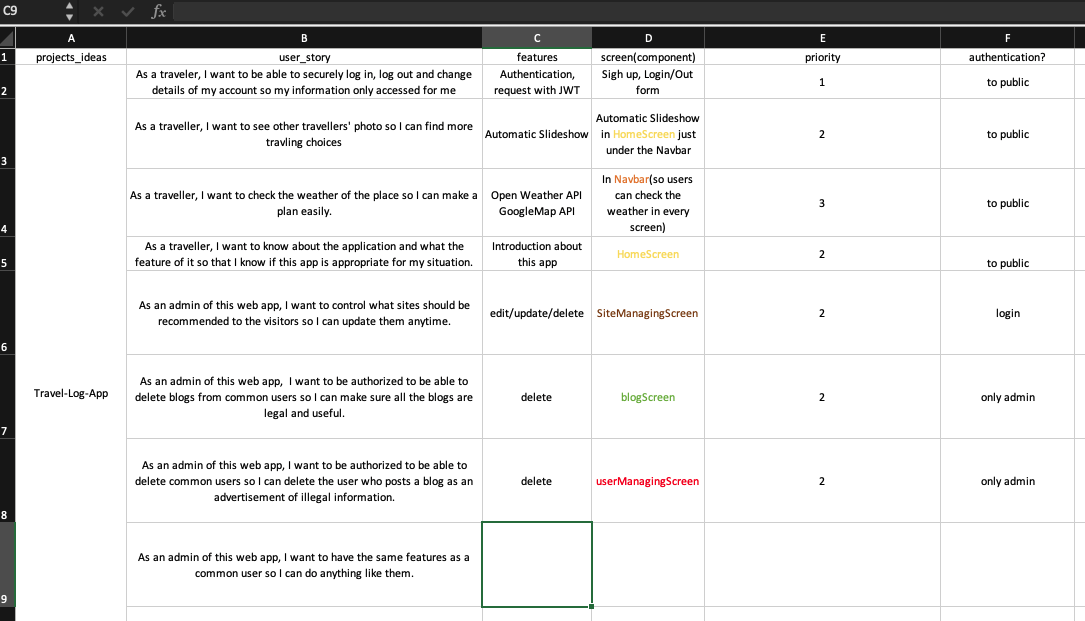 C9 fx
A B C D E F
1 projects_ideas user_story features screen(component) priority authentication?
2
As a traveler, I want to be able to securely log in, log out and change
details of my account so my information only accessed for me
Authentication,
request with JWT
Sigh up, Login/Out
form
1
to public
3
As a traveller, I want to see other travellers' photo so I can find more
travling choices
Automatic Slideshow
Automatic Slideshow
in HomeScreen just
under the Navbar
2
to public
4
As a traveller, I want to check the weather of the place so I can make a
plan easily.
Open Weather API
GoogleMap API
In Navbar(so users
can check the
weather in every
screen)
3
to public
5
As a traveller, I want to know about the application and what the
feature of it so that I know if this app is appropriate for my situation.
Introduction about
this app
HomeScreen
2
to public
6
As an admin of this web app, I want to control what sites should be
recommended to the visitors so I can update them anytime.
edit/update/delete
SiteManagingScreen
2
login
Travel-Log-App
7
As an admin of this web app, I want to be authorized to be able to
delete blogs from common users so I can make sure all the blogs are
legal and useful.
delete
blogScreen
2
only admin
8
As an admin of this web app, I want to be authorized to be able to
delete common users so I can delete the user who posts a blog as an
advertisement of illegal information.
delete
userManagingScreen
2
only admin
9
As an admin of this web app, I want to have the same features as a
common user so I can do anything like them.